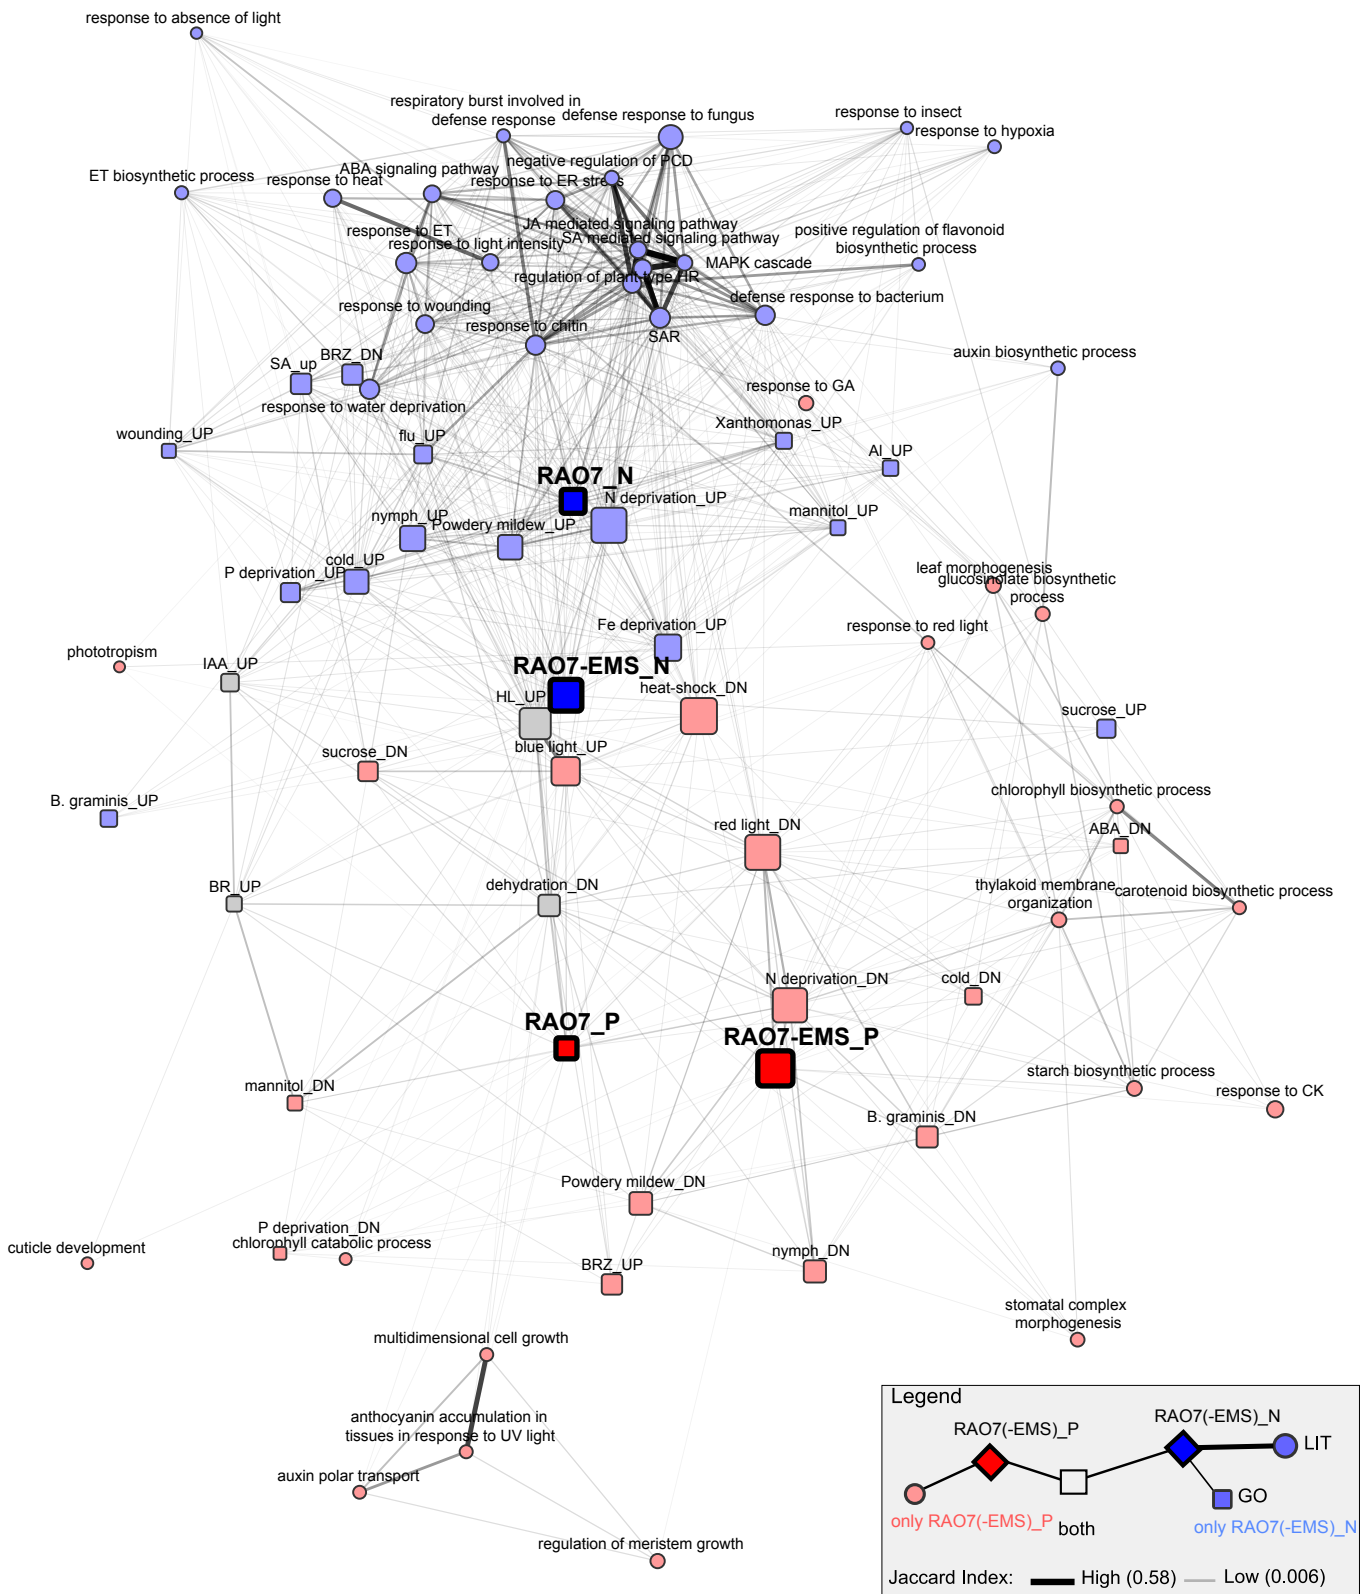 response to absence of light
respiratory burst involved in
defense response
defense response to fungus
response to insect
response to hypoxia
negative regulation of PCD
ABA signaling pathway
response to ER stress
ET biosynthetic process
response to heat
JA mediated signaling pathway
SA mediated signaling pathway
positive regulation of flavonoid
biosynthetic process
response to ET
response to light intensity
MAPK cascade
regulation of plant-type HR
response to wounding
defense response to bacterium
response to chitin
SAR
auxin biosynthetic process
SA_up
BRZ_DN
response to GA
response to water deprivation
wounding_UP
flu_UP
Xanthomonas_UP
AI_UP
RAO7_N
N deprivation_UP
nymph_UP
Powdery mildew_UP
mannitol_UP
cold_UP
P deprivation_UP
leaf morphogenesis
glucosinolate biosynthetic
process
Fe deprivation_UP
response to red light
phototropism
IAA_UP
RAO7-EMS_N
HL_UP
heat-shock_DN
sucrose_UP
sucrose_DN
blue light_UP
B. graminis_UP
chlorophyll biosynthetic process
red light_DN
ABA_DN
BR_UP
dehydration_DN
thylakoid membrane
organization
carotenoid biosynthetic process
N deprivation_DN
cold_DN
RAO7_P
RAO7-EMS_P
mannitol_DN
starch biosynthetic process
response to CK
B. graminis_DN
Powdery mildew_DN
cuticle development
P deprivation_DN
chlorophyll catabolic process
BRZ_UP
nymph_DN
stomatal complex
morphogenesis
multidimensional cell growth
anthocyanin accumulation in
tissues in response to UV light
auxin polar transport
regulation of meristem growth
Legend
RAO7(-EMS)_P
RAO7(-EMS)_N
LIT
GO
only RAO7(-EMS)_P
both
only RAO7(-EMS)_N
Jaccard Index: High (0.58) Low (0.006)